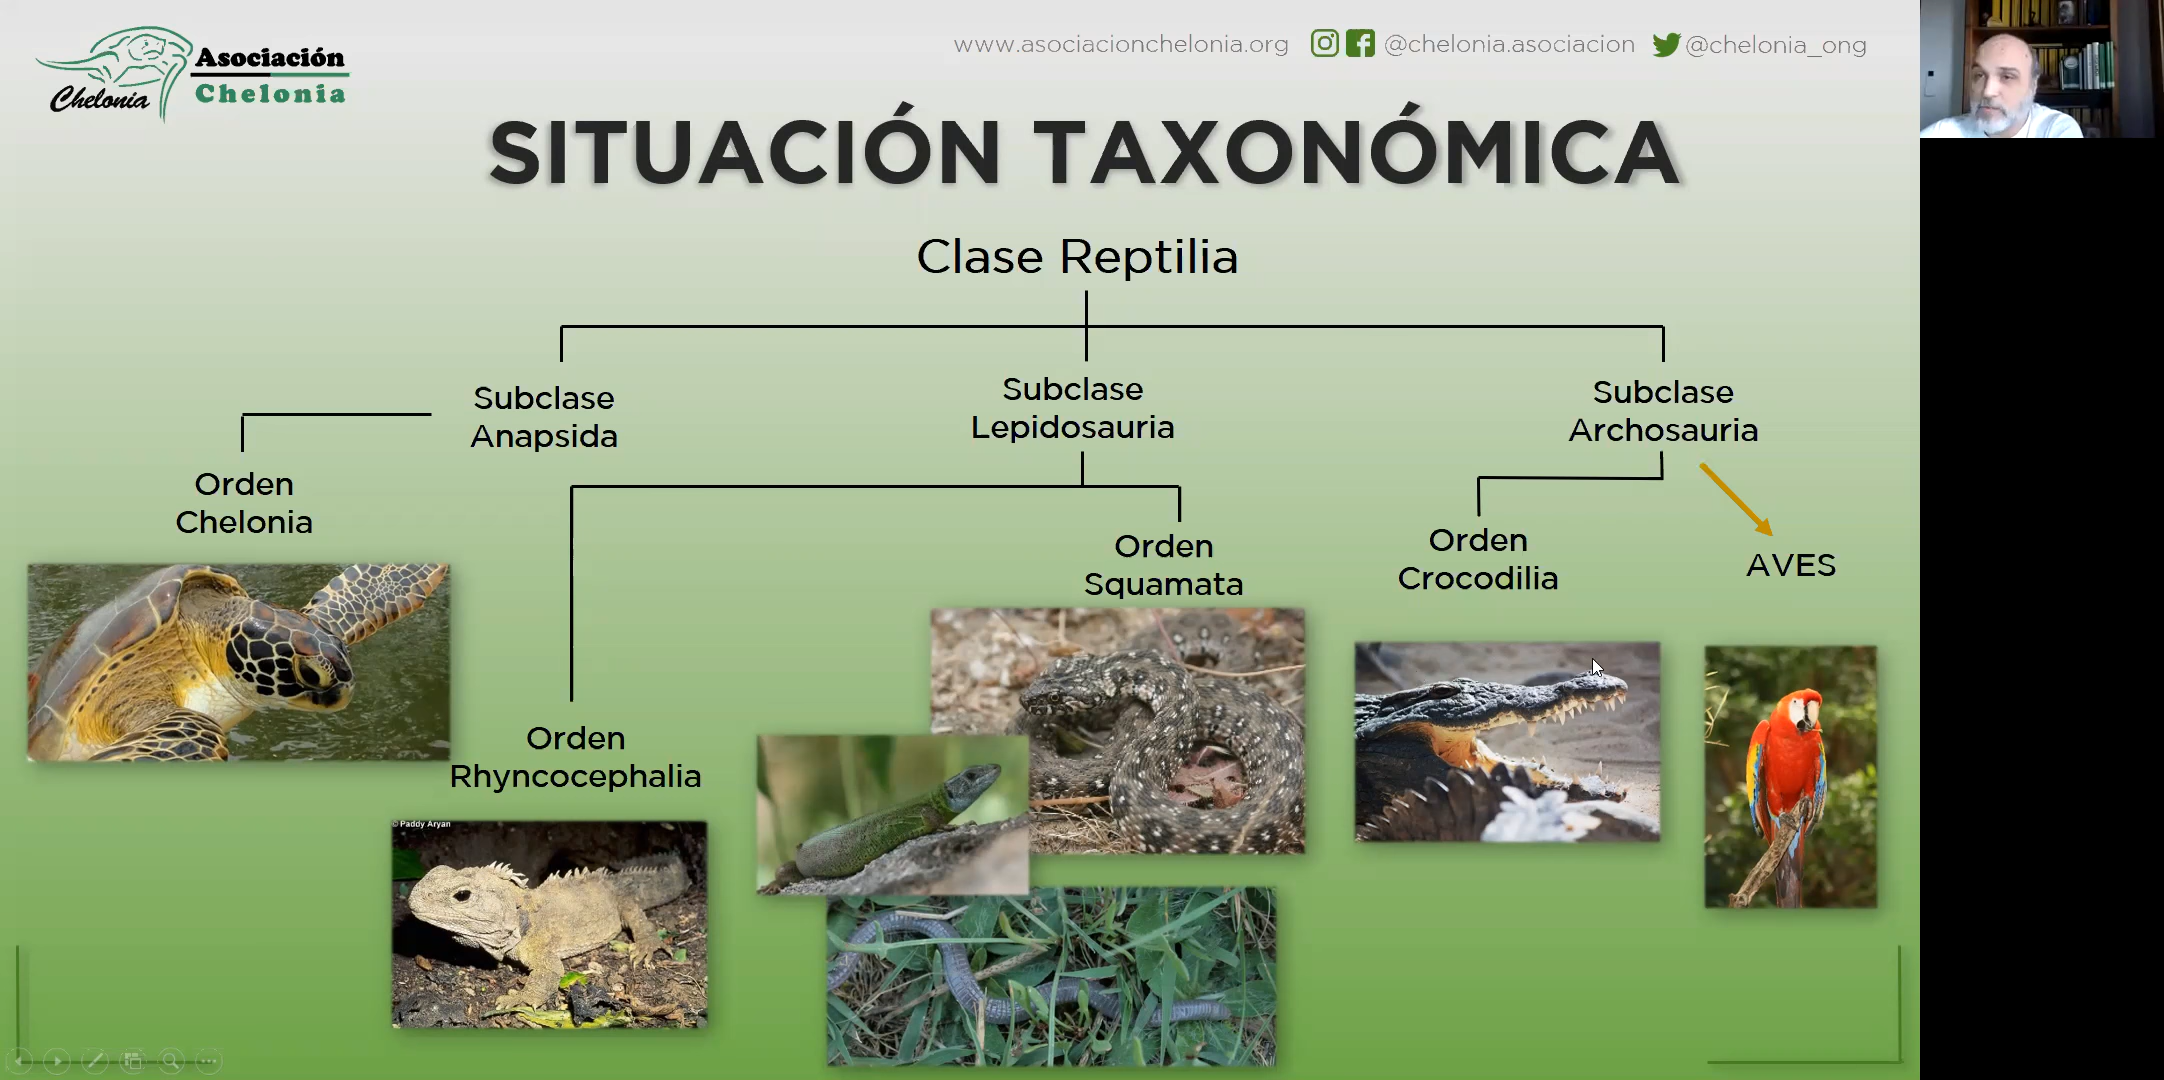 Chelonia
Asociación
Chelonia
www.asociacionchelonia.org @chelonia.asociacion @chelonia_ong
SITUACIÓN TAXONÓMICA
Clase Reptilia
Subclase
Anapsida
Subclase
Lepidosauria
Subclase
Archosauria
Orden
Chelonia
Orden
Squamata
Orden
Crocodilia
AVES
Orden
Rhyncocephalia
© Paddy Aryan